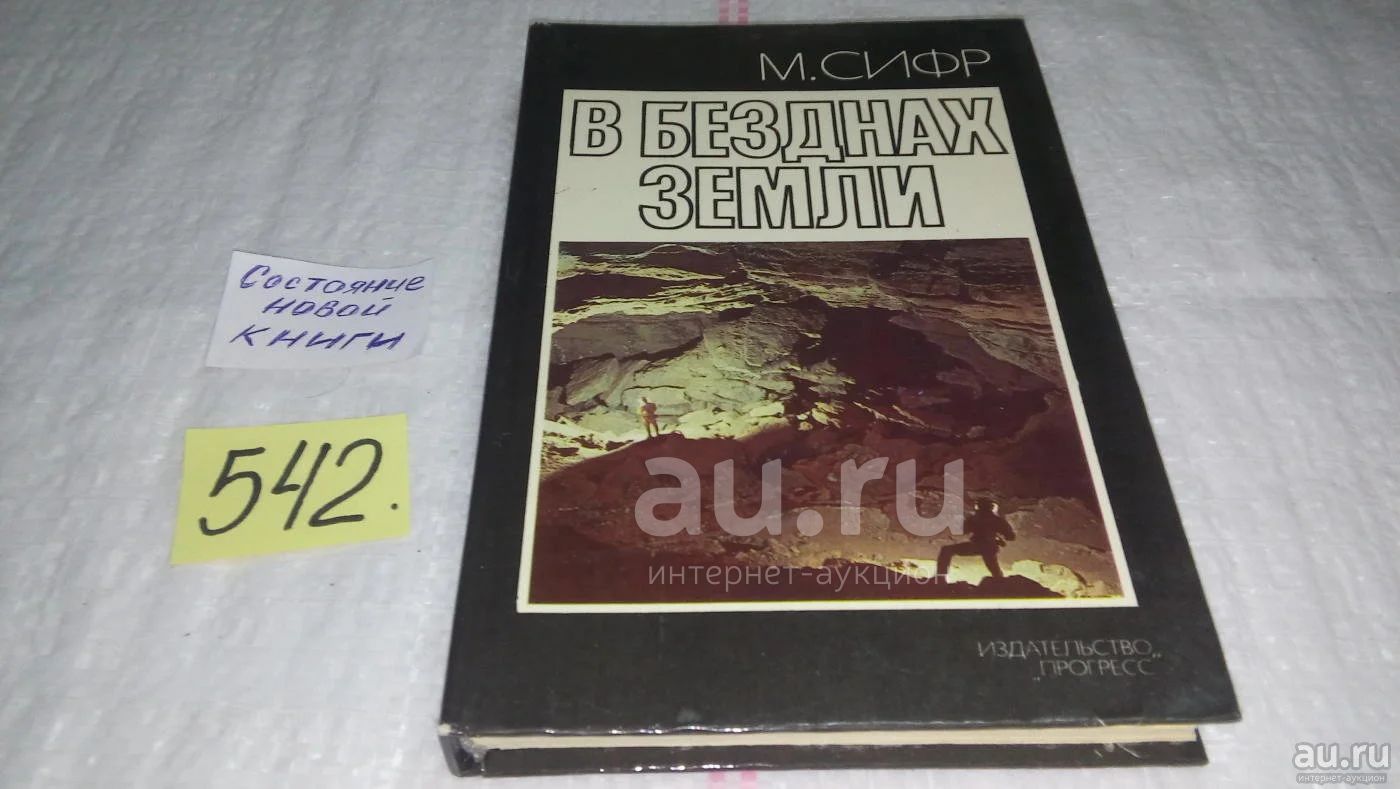 М.СИФР
В БЕЗДНАХ
ЗЕМЛИ
Состояние
новой
книги
542.
au.ru
интернет-аукцион
ИЗДАТЕЛЬСТВО„
„ПРОГРЕСС
au.ru
интернет-аукцион